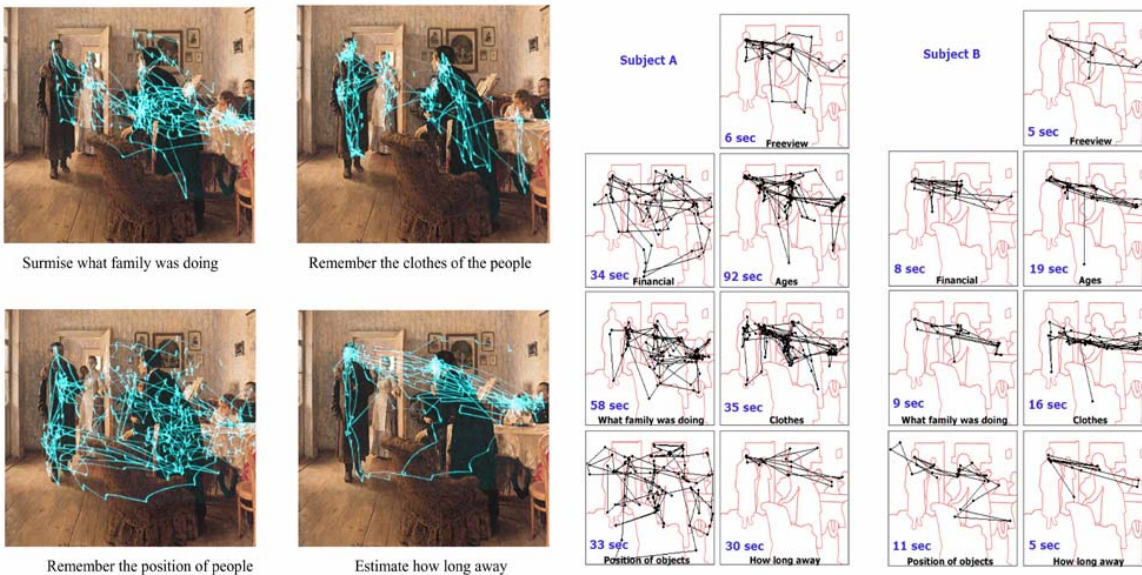 Surmise what family was doing
Remember the clothes of the people
Remember the position of people
Estimate how long away
Subject A
6 sec
Freeview
34 sec
Financial
92 sec
Ages
58 sec
What family was doing
35 sec
Clothes
33 sec
Position of objects
30 sec
How long away
Subject B
5 sec
Freeview
8 sec
Financial
19 sec
Ages
9 sec
What family was doing
16 sec
Clothes
11 sec
Position of objects
5 sec
How long away